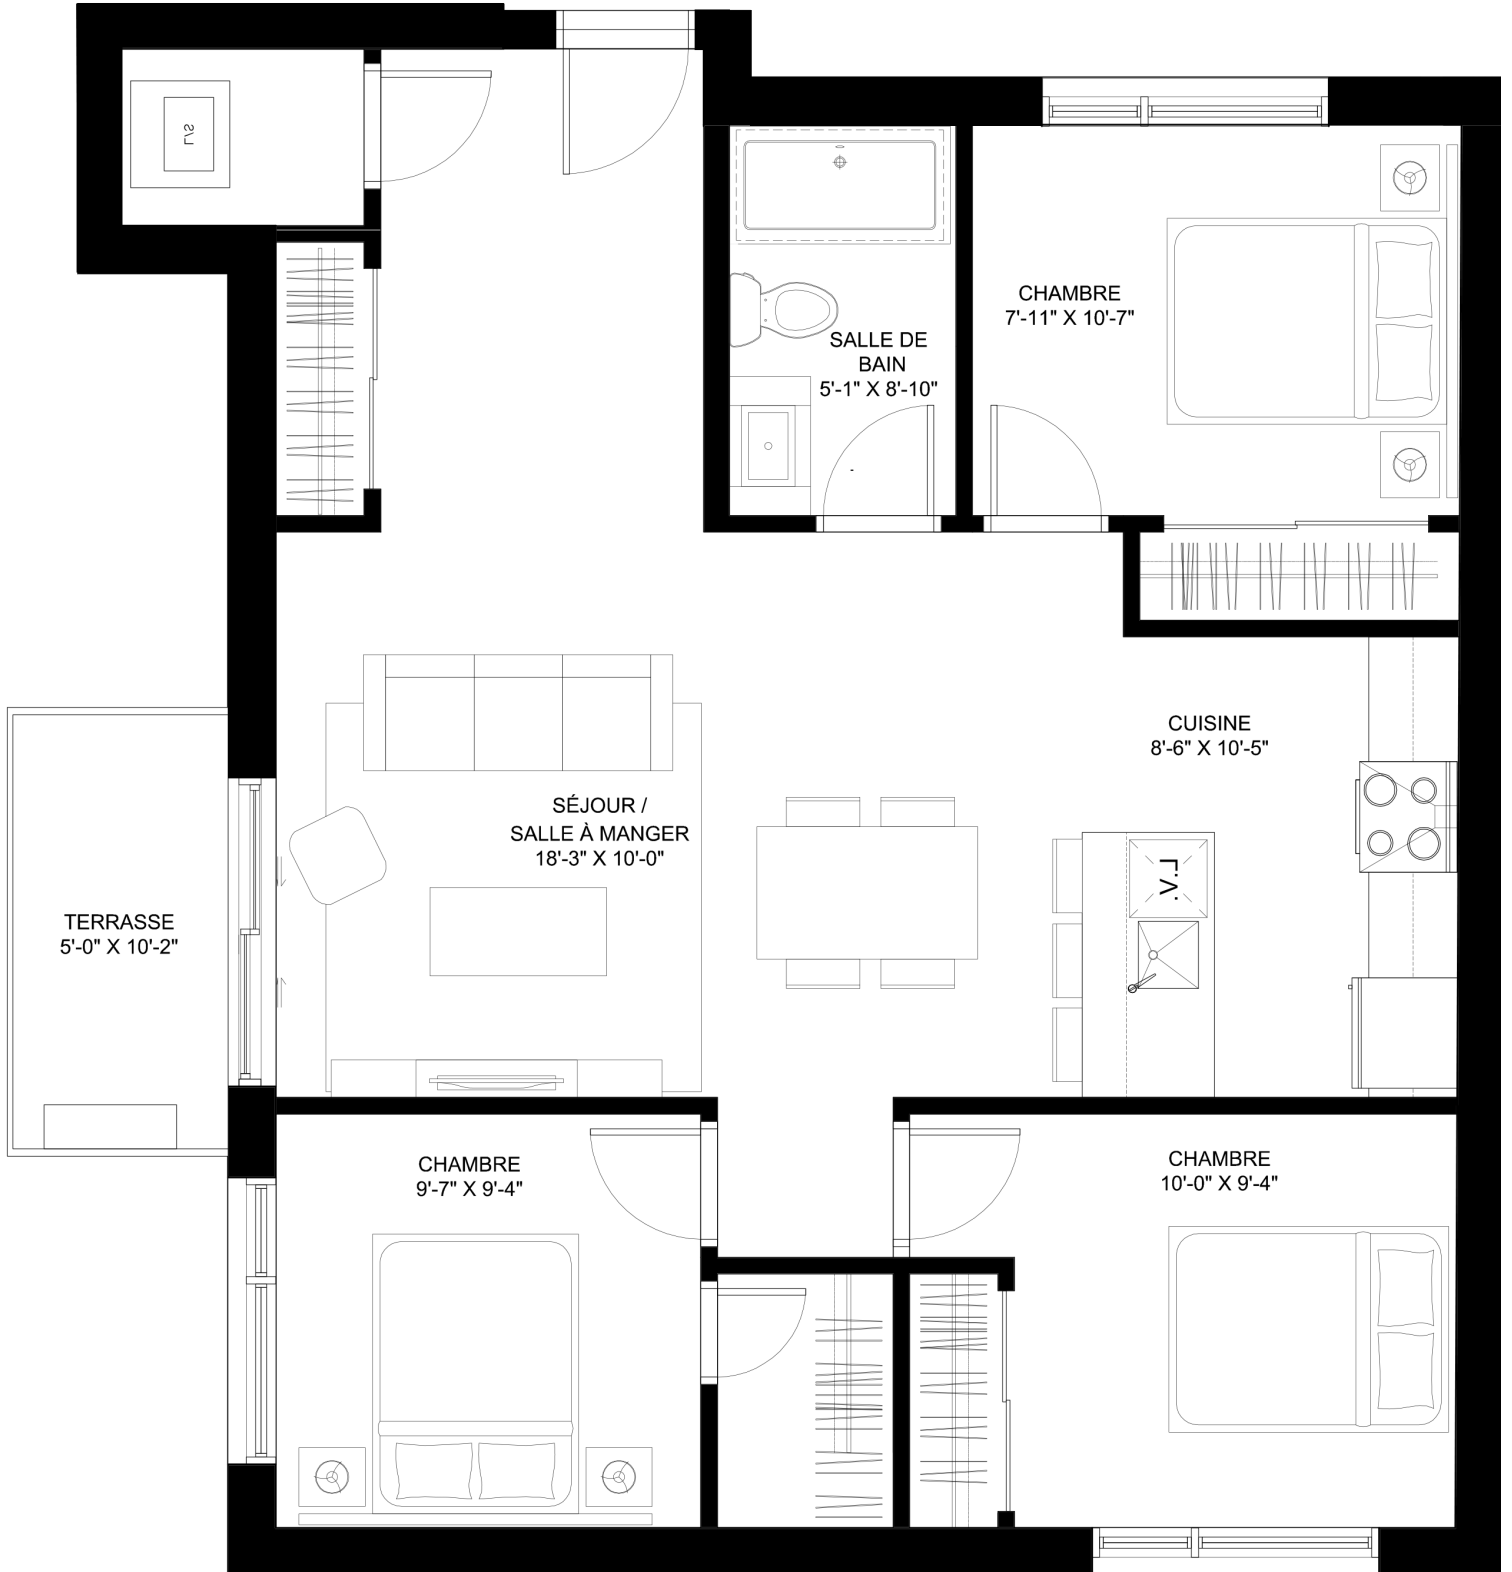 L/S
CHAMBRE
7'-11" X 10'-7"
SALLE DE
BAIN
5'-1" X 8'-10"
CUISINE
8'-6" X 10'-5"
SÉJOUR /
SALLE À MANGER
18'-3" X 10'-0"
L.V.
TERRASSE
5'-0" X 10'-2"
CHAMBRE
9'-7" X 9'-4"
CHAMBRE
10'-0" X 9'-4"